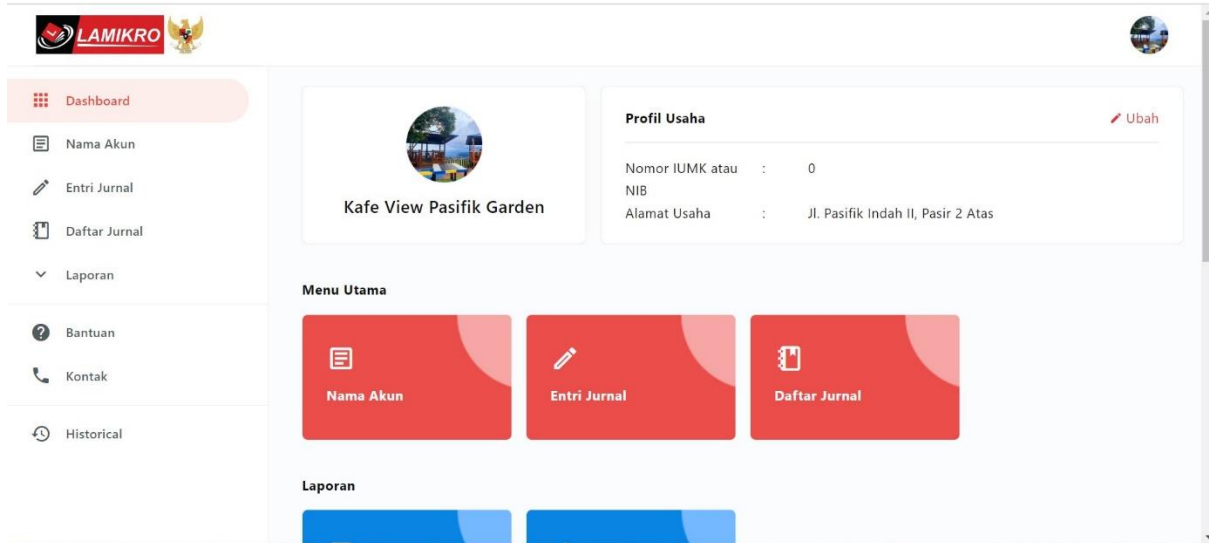 LAMIKRO
Dashboard
Nama Akun
Entri Jurnal
Daftar Jurnal
Laporan
Bantuan
Kontak
Historical
Kafe View Pasifik Garden
Profil Usaha
Ubah
Nomor IUMK atau : 0
NIB
Alamat Usaha : Jl. Pasifik Indah II, Pasir 2 Atas
Menu Utama
Nama Akun
Entri Jurnal
Daftar Jurnal
Laporan